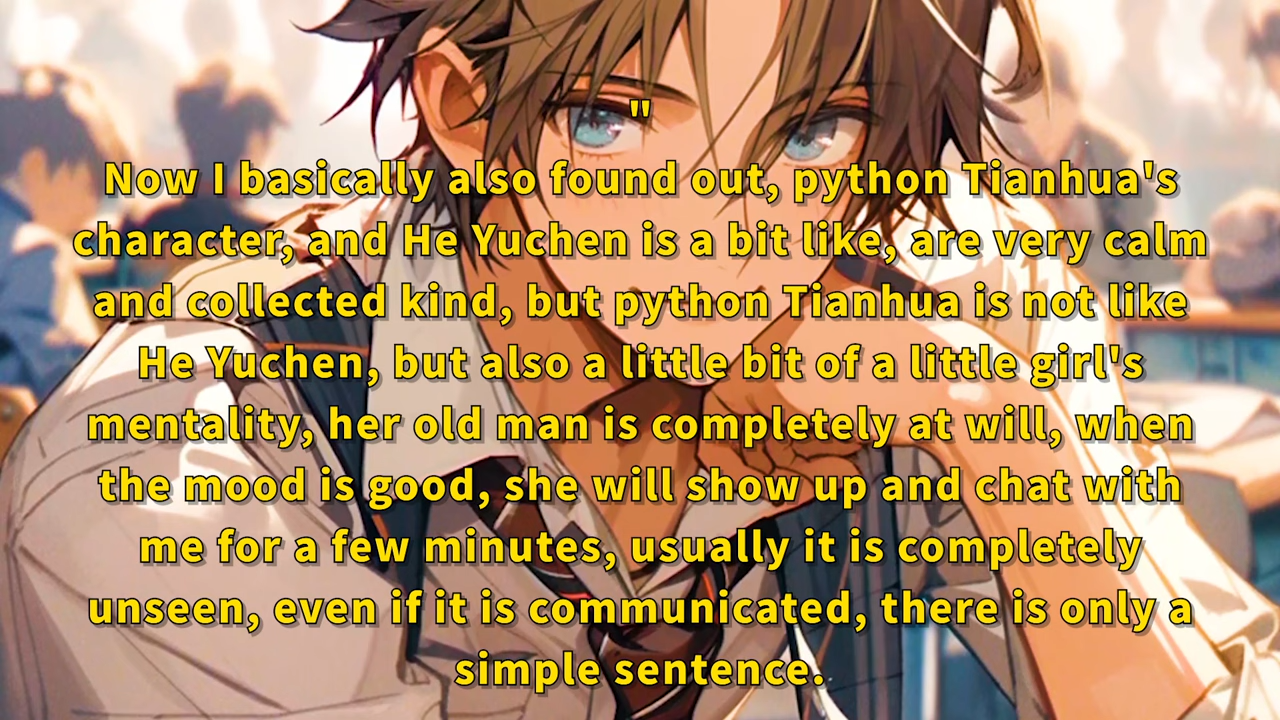 "
Now I basically also found out, python Tianhua's
character, and He Yuchen is a bit like, are very calm
and collected kind, but python Tianhua is not like
He Yuchen, but also a little bit of a little girl's
mentality, her old man is completely at will, when
the mood is good, she will show up and chat with
me for a few minutes, usually it is completely
unseen, even if it is communicated, there is only a
simple sentence.